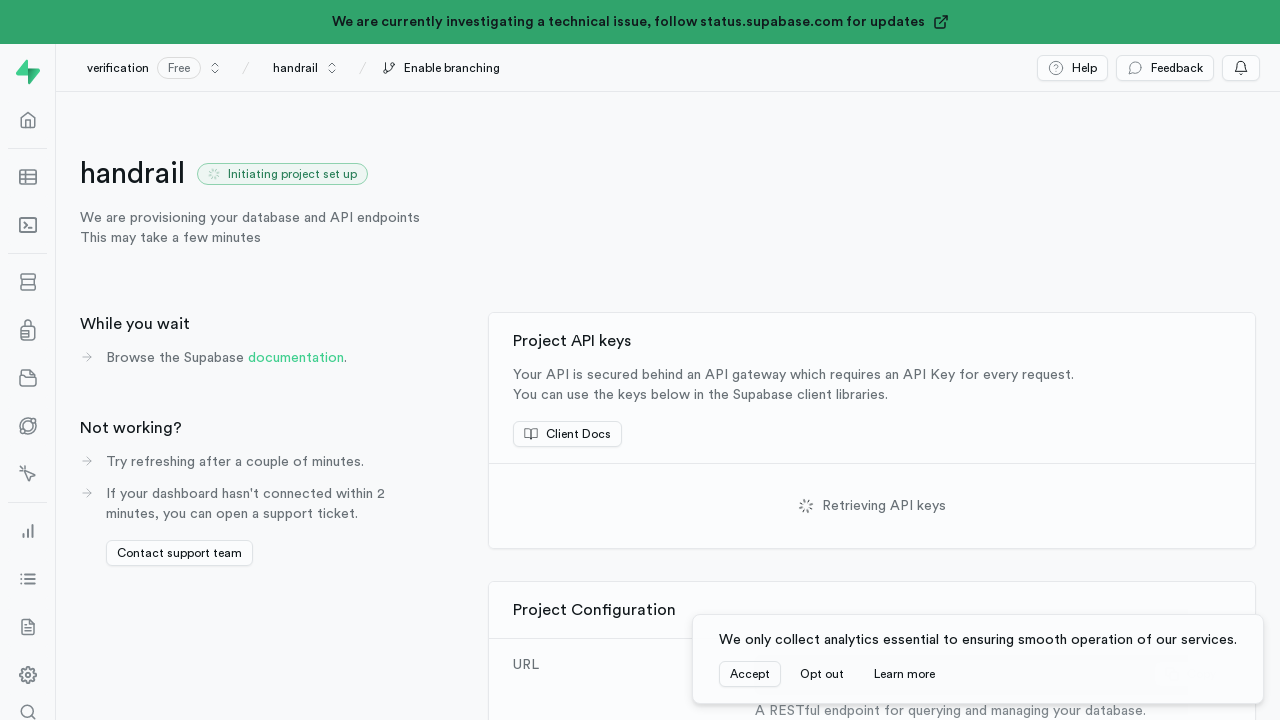 We are currently investigating a technical issue, follow status.supabase.com for updates
verification Free / handrail / Enable branching Help Feedback
handrail Initiating project set up
We are provisioning your database and API endpoints
This may take a few minutes
While you wait
Browse the Supabase documentation.
Not working?
Try refreshing after a couple of minutes.
If your dashboard hasn't connected within 2
minutes, you can open a support ticket.
Contact support team
Project API keys
Your API is secured behind an API gateway which requires an API Key for every request.
You can use the keys below in the Supabase client libraries.
Client Docs
Retrieving API keys
Project Configuration
URL
A RESTful endpoint for querying and managing your database.
We only collect analytics essential to ensuring smooth operation of our services.
Accept Opt out Learn more